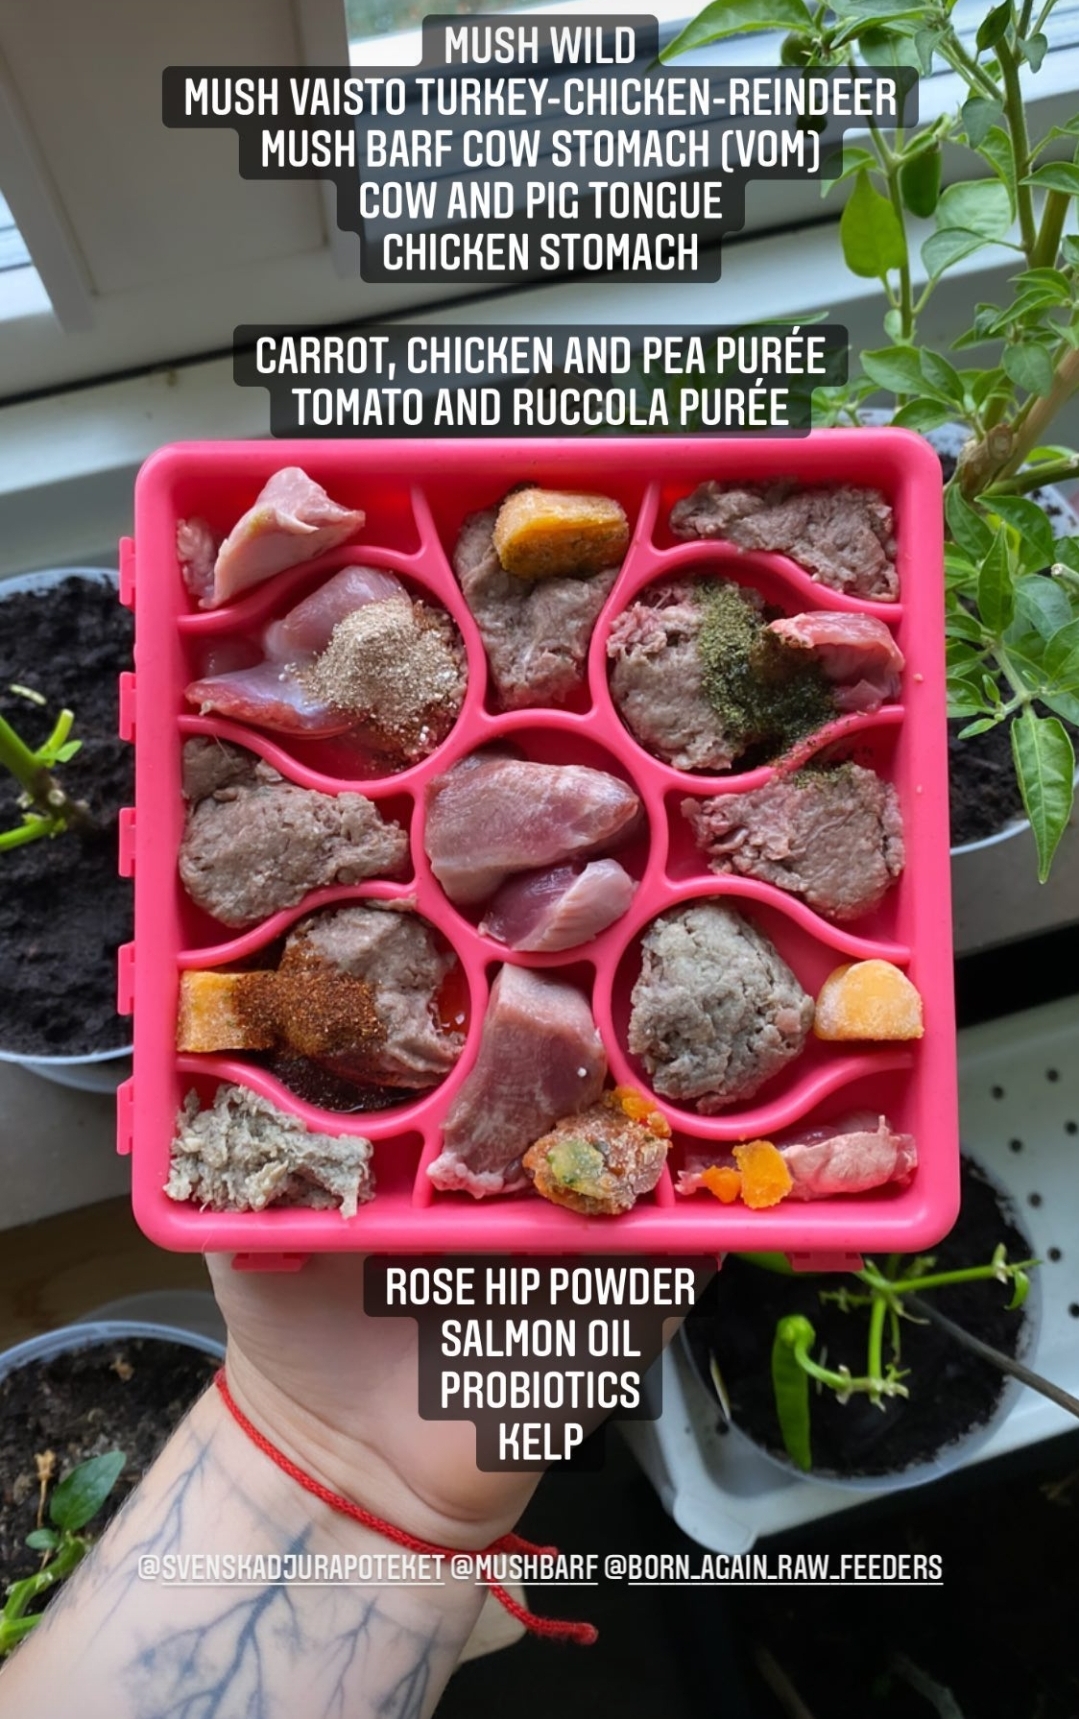 MUSH WILD
MUSH VAISTO TURKEY-CHICKEN-REINDEER
MUSH BARF COW STOMACH (VOM)
COW AND PIG TONGUE
CHICKEN STOMACH
CARROT, CHICKEN AND PEA PURÉE
TOMATO AND RUCCOLA PURÉE
ROSE HIP POWDER
SALMON OIL
PROBIOTICS
KELP
@SVENSKADJURAPOTEKET @MUSHBARF @BORN_AGAIN_RAW_FEEDERS